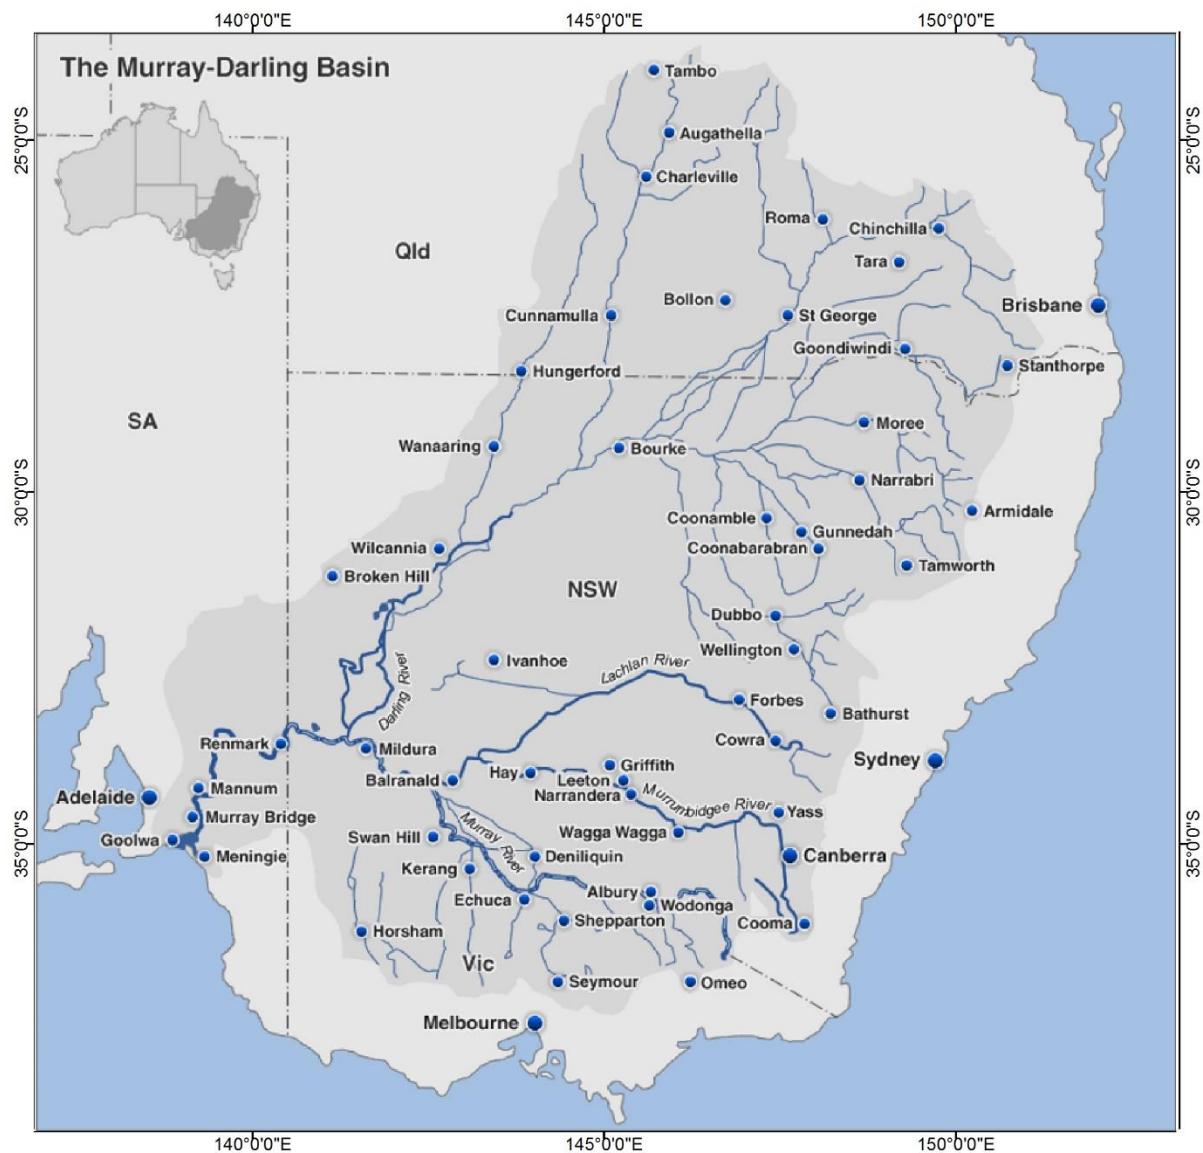 140°0'0"E 145°0'0"E 150°0'0"E
The Murray-Darling Basin
Tambo
25°0'0"S
25°0'0"S
Augathella
Charleville
Roma
Chinchilla
Qld
Tara
Bollon
Brisbane
Cunnamulla
St George
Goondiwindi
Stanthorpe
Hungerford
SA
Moree
Wanaaring
Bourke
Narrabri
30°0'0"S
30°0'0"S
Armidale
Coonamble
Gunnedah
Wilcannia
Coonabarabran
Tamworth
Broken Hill
NSW
Dubbo
Wellington
Ivanhoe
Lachlan River
Darling River
Forbes
Bathurst
Renmark
Mildura
Cowra
Sydney
Griffith
Hay
Balranald
Leeton
Mannum
Adelaide
Narrandera
Murrumbidgee River
Yass
Murray Bridge
Murray River
Swan Hill
Wagga Wagga
Goolwa
35°0'0"S
35°0'0"S
Meningie
Deniliquin
Canberra
Kerang
Albury
Echuca
Wodonga
Shepparton
Cooma
Horsham
Vic
Seymour
Omeo
Melbourne
140°0'0"E 145°0'0"E 150°0'0"E